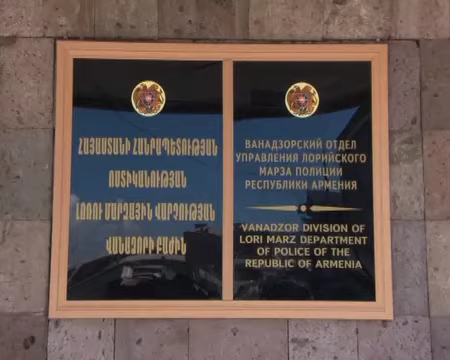 ՀԱՅԱՍՏԱՆԻ ՀԱՆՐԱՊԵՏՈՒԹՅԱՆ
ՈՍՏԻԿԱՆՈՒԹՅԱՆ
ԼՈՌՈՒ ՄԱՐԶԱՅԻՆ ՎԱՐՉՈՒԹՅԱՆ
ՎԱՆԱՁՈՐԻ ԲԱԺԻՆ
ВАНАДЗОРСКИЙ ОТДЕЛ
УПРАВЛЕНИЯ ЛОРИЙСКОГО
МАРЗА ПОЛИЦИИ
РЕСПУБЛИКИ АРМЕНИЯ
VANADZOR DIVISION OF
LORI MARZ DEPARTMENT
OF POLICE OF THE
REPUBLIC OF ARMENIA